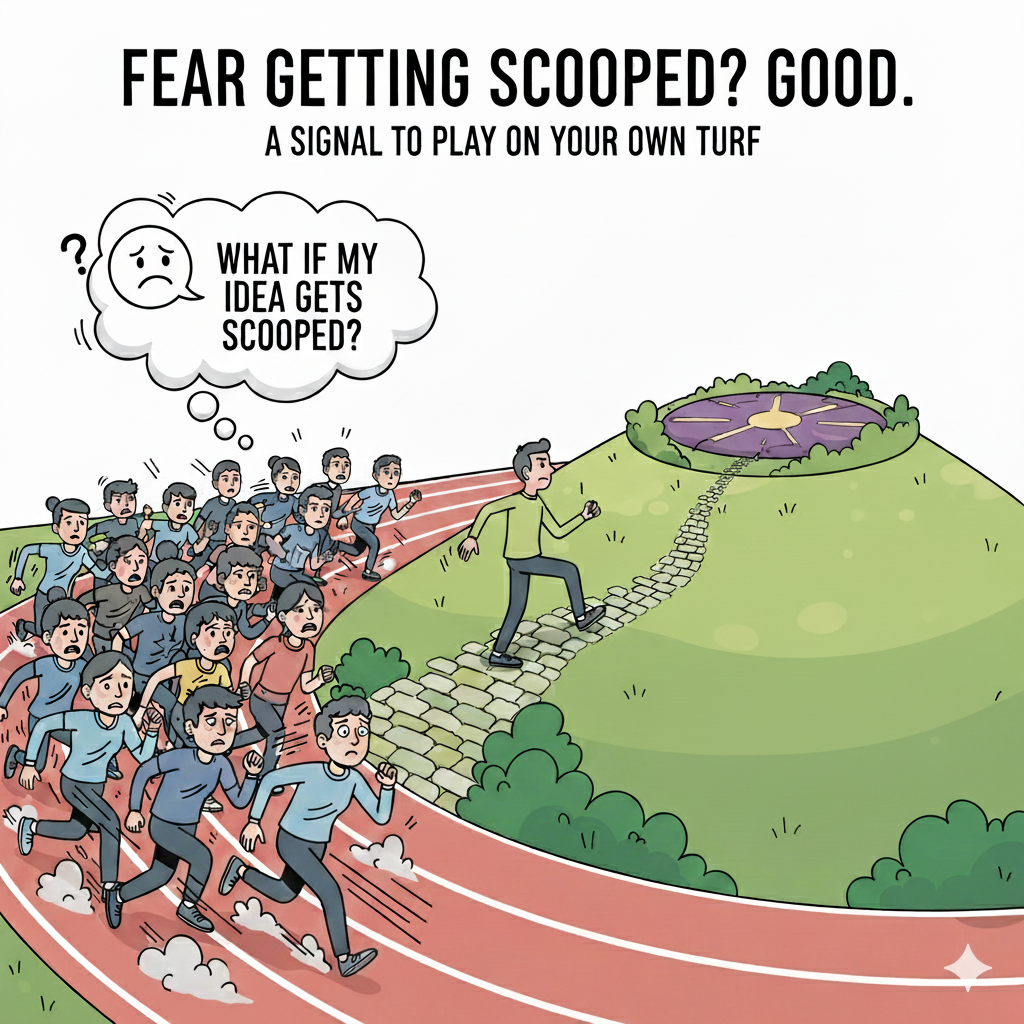 FEAR GETTING SCOOPED? GOOD.
A SIGNAL TO PLAY ON YOUR OWN TURF
?
WHAT IF MY
IDEA GETS
SCOOPED?